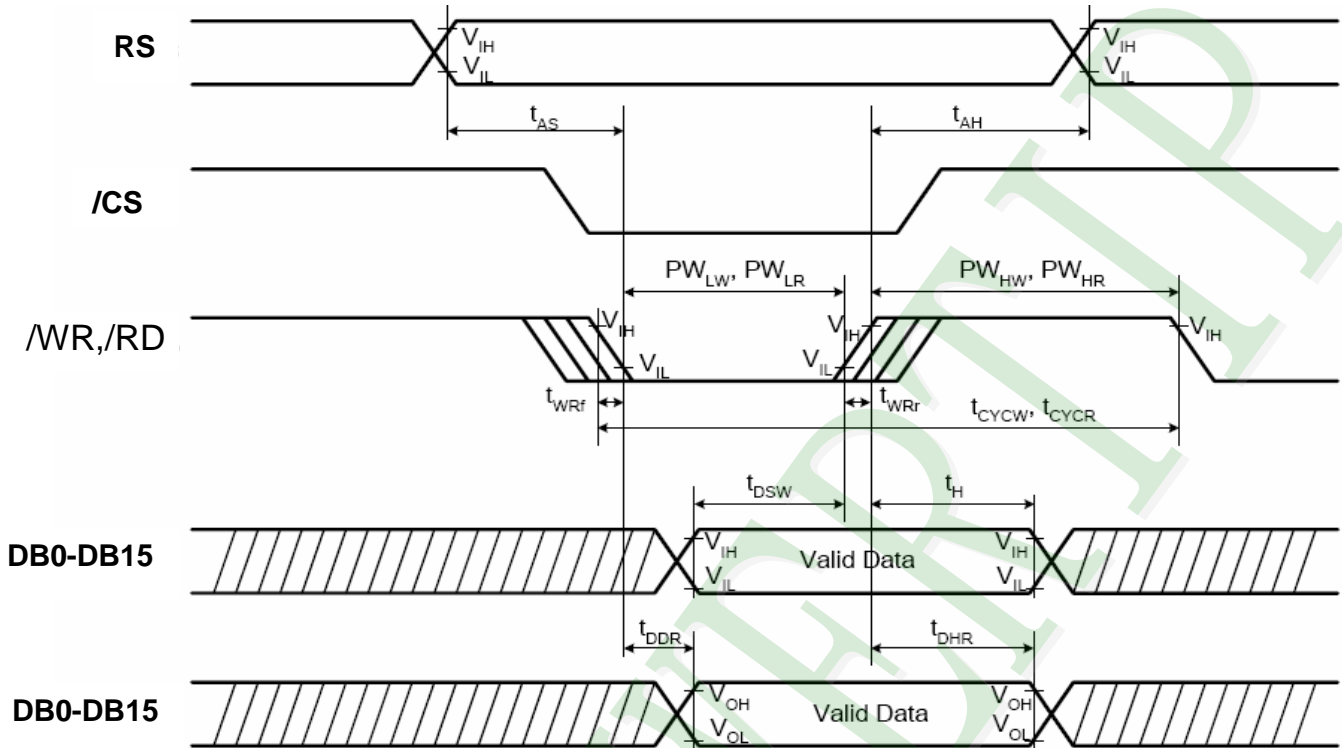 RS
V_IH
V_IH
V_IL
V_IL
t_AS
t_AH
/CS
PW_LW, PW_LR
PW_HW, PW_HR
/WR,/RD
V_IH
V_IH
V_IH
V_IL
V_IL
t_WRf
t_WRr
t_CYCW, t_CYCR
t_DSW
t_H
DB0-DB15
V_IH
Valid Data
V_IH
V_IL
V_IL
t_DDR
t_DHR
DB0-DB15
V_OH
Valid Data
V_OH
V_OL
V_OL
VERTIP